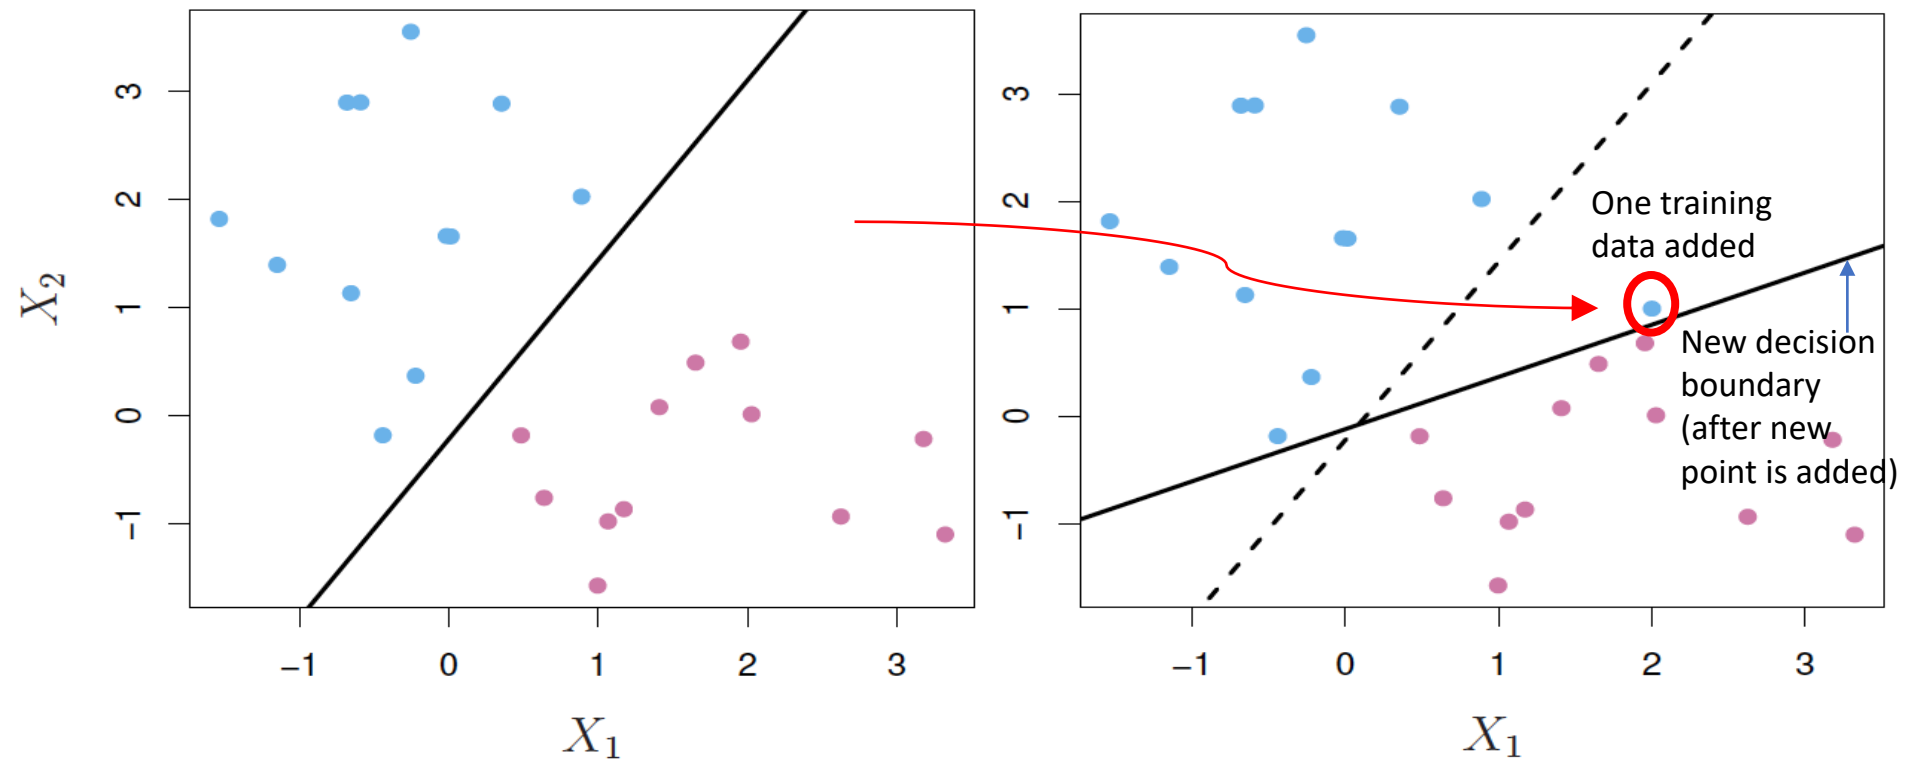 3
2
1
0
−1
X2
−1 0 1 2 3
X1
3
2
1
0
−1
−1 0 1 2 3
X1
One training
data added
New decision
boundary
(after new
point is added)